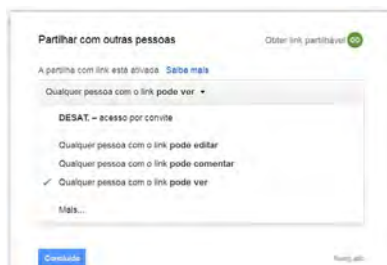 Partilhar com outras pessoas
Obter link partilhável
A partilha com link está ativada Saiba mais
Qualquer pessoa com o link pode ver
DESAT. – acesso por convite
Qualquer pessoa com o link pode editar
Qualquer pessoa com o link pode comentar
Qualquer pessoa com o link pode ver
Mais...
Concluído